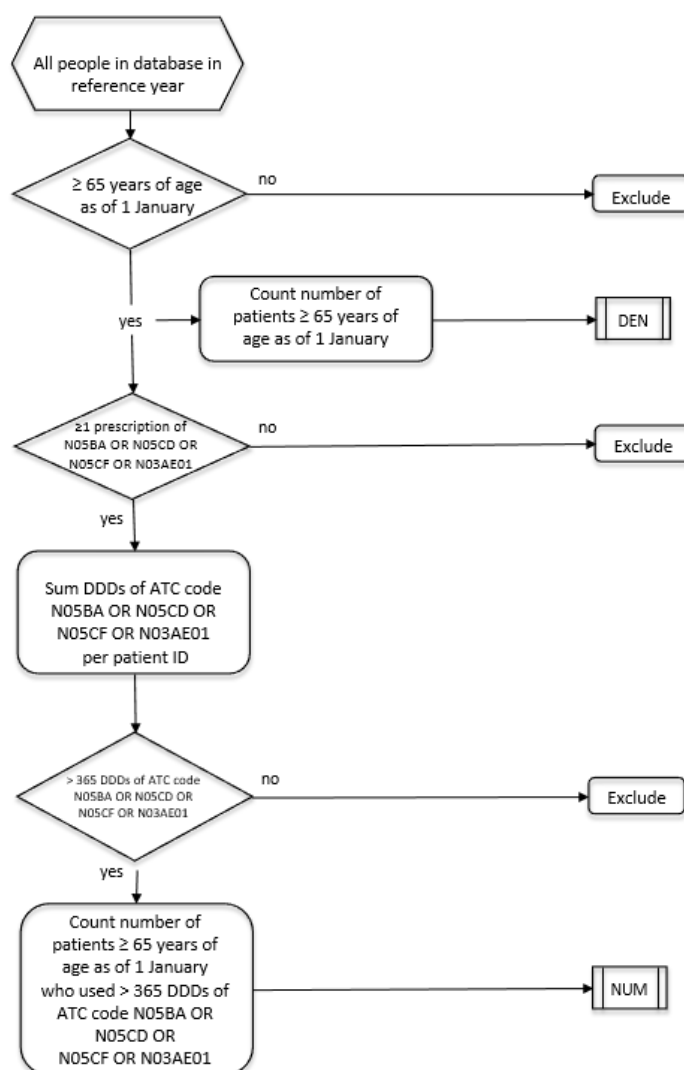 All people in database in
reference year
≥ 65 years of age
as of 1 January
no
Exclude
yes
Count number of
patients ≥ 65 years of
age as of 1 January
DEN
≥1 prescription of
N05BA OR N05CD OR
N05CF OR N03AE01
no
Exclude
yes
Sum DDDs of ATC code
N05BA OR N05CD OR
N05CF OR N03AE01
per patient ID
> 365 DDDs of ATC code
N05BA OR N05CD OR
N05CF OR N03AE01
no
Exclude
yes
Count number of
patients ≥ 65 years of
age as of 1 January
who used > 365 DDDs of
ATC code N05BA OR
N05CD OR
N05CF OR N03AE01
NUM